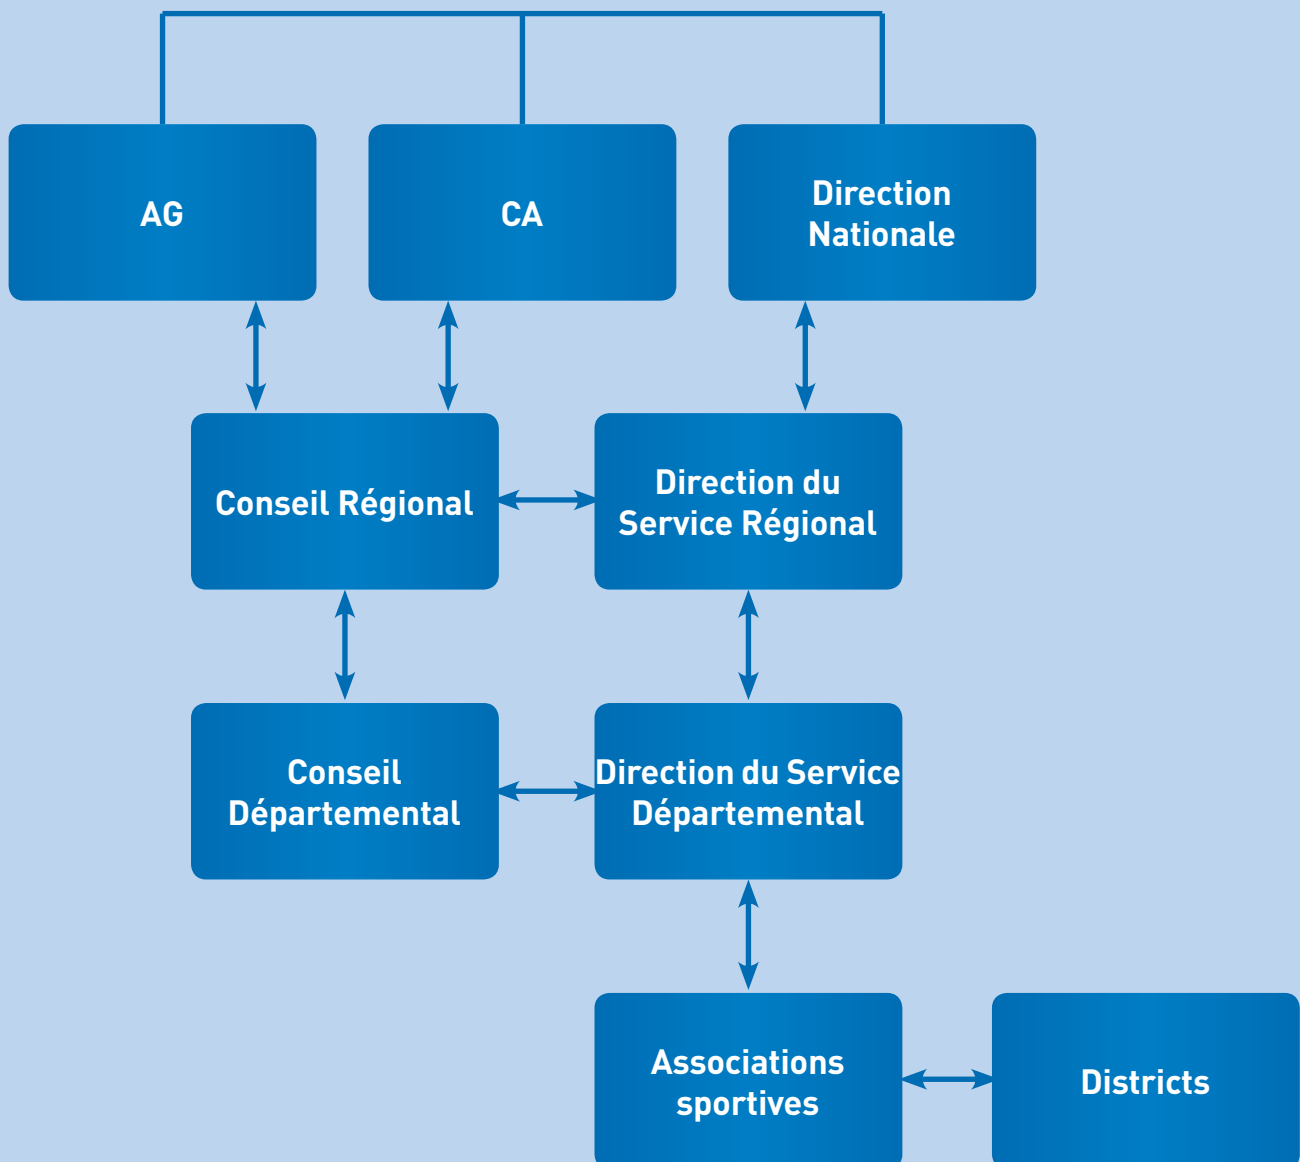 AG
CA
Direction
Nationale
Conseil Régional
Direction du
Service Régional
Conseil
Départemental
Direction du Service
Départemental
Associations
sportives
Districts